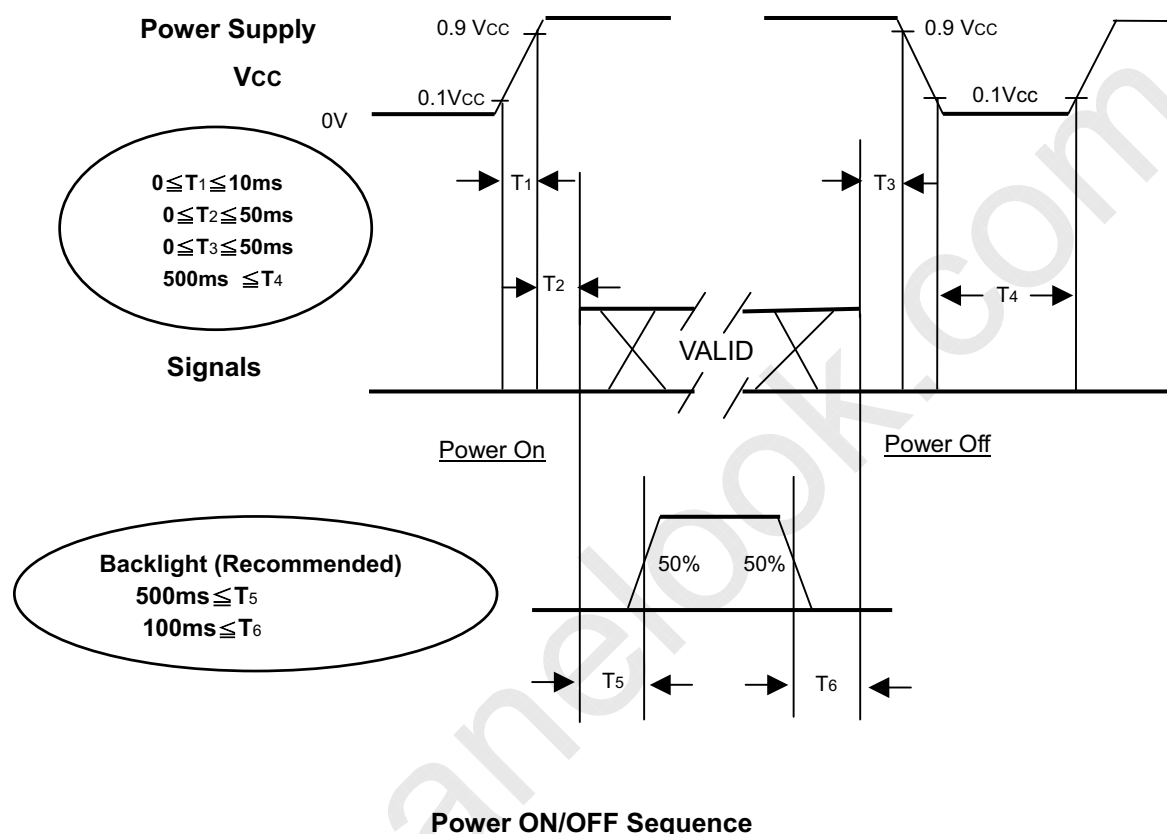 Power Supply
0.9 VCC
0.9 VCC
VCC
0.1VCC
0.1Vcc
0V
0≦T1≦10ms
0≦T2≦50ms
0≦T3≦50ms
500ms ≦T4
T1
T3
T2
T4
VALID
Signals
Power On
Power Off
Backlight (Recommended)
500ms≦T5
100ms≦T6
50%
50%
T5
T6
anelook.com
Power ON/OFF Sequence